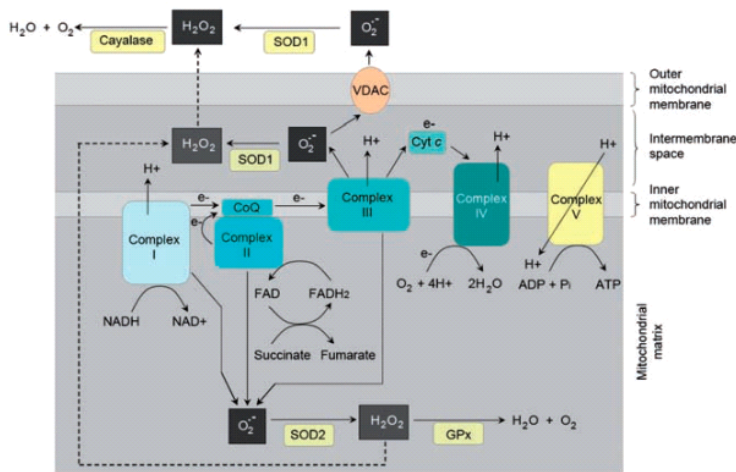 H₂O + O₂
Cayalase
H₂O₂
SOD1
O₂·⁻
VDAC
Outer
mitochondrial
membrane
H₂O₂
SOD1
O₂·⁻
H+
e-
Cyt c
H+
H+
Intermembrane
space
H+
e-
CoQ
e-
e-
Complex
I
Complex
II
Complex
III
Complex
IV
Complex
V
Inner
mitochondrial
membrane
e-
O₂ + 4H+
2H₂O
H+
ADP + Pi
ATP
NADH
NAD+
FAD
FADH₂
Succinate
Fumarate
Mitochondrial
matrix
O₂·⁻
SOD2
H₂O₂
GPx
H₂O + O₂